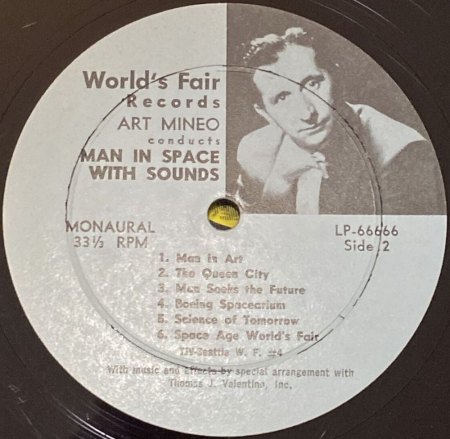 World's Fair
Records
ART MINEO
conducts
MAN IN SPACE
WITH SOUNDS
MONAURAL
33⅓ RPM
LP-66666
Side 2
1. Man in Art
2. The Queen City
3. Man Seeks the Future
4. Boeing Spacearium
5. Science of Tomorrow
6. Space Age World's Fair
TJV-Seattle W. F. #4
With music and effects by special arrangement with
Thomas J. Valentino, Inc.